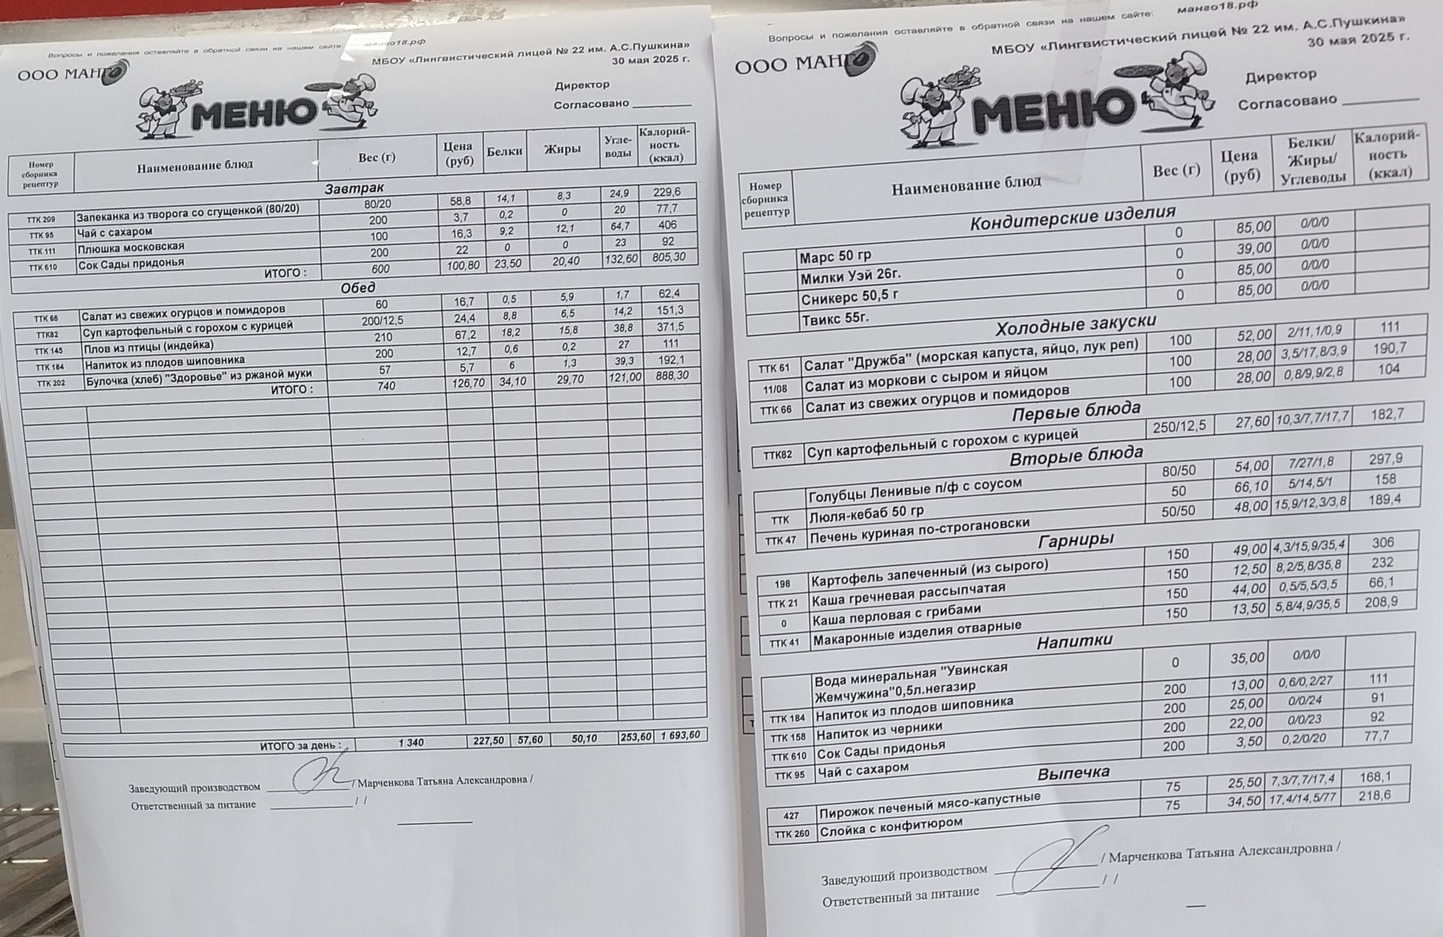 Вопросы и пожелания оставляйте в обратной связи на нашем сайте манго18.рф
ООО МАНГО
МБОУ «Лингвистический лицей № 22 им. А.С.Пушкина»
30 мая 2025 г.
МЕНЮ
Директор
Согласовано
Номер сборника рецептур Наименование блюд Вес (г) Цена (руб) Белки Жиры Угле-воды Калорий-ность (ккал)
Завтрак
ТТК 209 Запеканка из творога со сгущенкой (80/20) 80/20 58,8 14,1 8,3 24,9 229,6
ТТК 95 Чай с сахаром 200 3,7 0,2 0 20 77,7
ТТК 111 Плюшка московская 100 16,3 9,2 12,1 64,7 406
ТТК 610 Сок Сады придонья 200 22 0 0 23 92
ИТОГО : 600 100,80 23,50 20,40 132,60 805,30
Обед
ТТК 66 Салат из свежих огурцов и помидоров 60 16,7 0,5 5,9 1,7 62,4
ТТК82 Суп картофельный с горохом с курицей 200/12,5 24,4 8,8 6,5 14,2 151,3
ТТК 145 Плов из птицы (индейка) 210 67,2 18,2 15,8 38,8 371,5
ТТК 184 Напиток из плодов шиповника 200 12,7 0,6 0,2 27 111
ТТК 202 Булочка (хлеб) "Здоровье" из ржаной муки 57 5,7 6 1,3 39,3 192,1
ИТОГО : 740 126,70 34,10 29,70 121,00 888,30
ИТОГО за день : 1 340 227,50 57,60 50,10 253,60 1 693,60
Заведующий производством / Марченкова Татьяна Александровна /
Ответственный за питание / /
Вопросы и пожелания оставляйте в обратной связи на нашем сайте: манго18.рф
ООО МАНГО
МБОУ «Лингвистический лицей № 22 им. А.С.Пушкина»
30 мая 2025 г.
МЕНЮ
Директор
Согласовано
Номер сборника рецептур Наименование блюд Вес (г) Цена (руб) Белки/ Жиры/ Углеводы Калорий-ность (ккал)
Кондитерские изделия
Марс 50 гр 0 85,00 0/0/0
Милки Уэй 26г. 0 39,00 0/0/0
Сникерс 50,5 г 0 85,00 0/0/0
Твикс 55г. 0 85,00 0/0/0
Холодные закуски
ТТК 61 Салат "Дружба" (морская капуста, яйцо, лук реп) 100 52,00 2/11,1/0,9 111
11/08 Салат из моркови с сыром и яйцом 100 28,00 3,5/17,8/3,9 190,7
ТТК 66 Салат из свежих огурцов и помидоров 100 28,00 0,8/9,9/2,8 104
Первые блюда
ТТК82 Суп картофельный с горохом с курицей 250/12,5 27,60 10,3/7,7/17,7 182,7
Вторые блюда
Голубцы Ленивые п/ф с соусом 80/50 54,00 7/27/1,8 297,9
ТТК Люля-кебаб 50 гр 50 66,10 5/14,5/1 158
ТТК 47 Печень куриная по-строгановски 50/50 48,00 15,9/12,3/3,8 189,4
Гарниры
198 Картофель запеченный (из сырого) 150 49,00 4,3/15,9/35,4 306
ТТК 21 Каша гречневая рассыпчатая 150 12,50 8,2/5,8/35,8 232
0 Каша перловая с грибами 150 44,00 0,5/5,5/3,5 66,1
ТТК 41 Макаронные изделия отварные 150 13,50 5,8/4,9/35,5 208,9
Напитки
Вода минеральная "Увинская Жемчужина"0,5л.негазир 0 35,00 0/0/0
ТТК 184 Напиток из плодов шиповника 200 13,00 0,6/0,2/27 111
ТТК 158 Напиток из черники 200 25,00 0/0/24 91
ТТК 610 Сок Сады придонья 200 22,00 0/0/23 92
ТТК 95 Чай с сахаром 200 3,50 0,2/0/20 77,7
Выпечка
427 Пирожок печеный мясо-капустные 75 25,50 7,3/7,7/17,4 168,1
ТТК 260 Слойка с конфитюром 75 34,50 17,4/14,5/77 218,6
Заведующий производством / Марченкова Татьяна Александровна /
Ответственный за питание / /